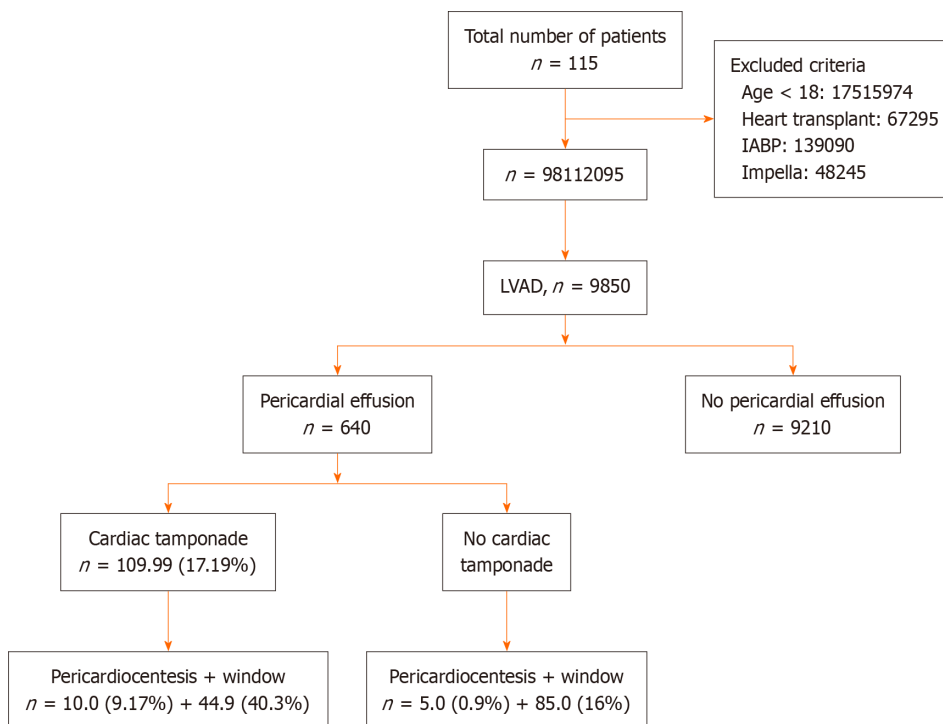 Total number of patients
n = 115
Excluded criteria
Age < 18: 17515974
Heart transplant: 67295
IABP: 139090
Impella: 48245
n = 98112095
LVAD, n = 9850
Pericardial effusion
n = 640
No pericardial effusion
n = 9210
Cardiac tamponade
n = 109.99 (17.19%)
No cardiac
tamponade
Pericardiocentesis + window
n = 10.0 (9.17%) + 44.9 (40.3%)
Pericardiocentesis + window
n = 5.0 (0.9%) + 85.0 (16%)